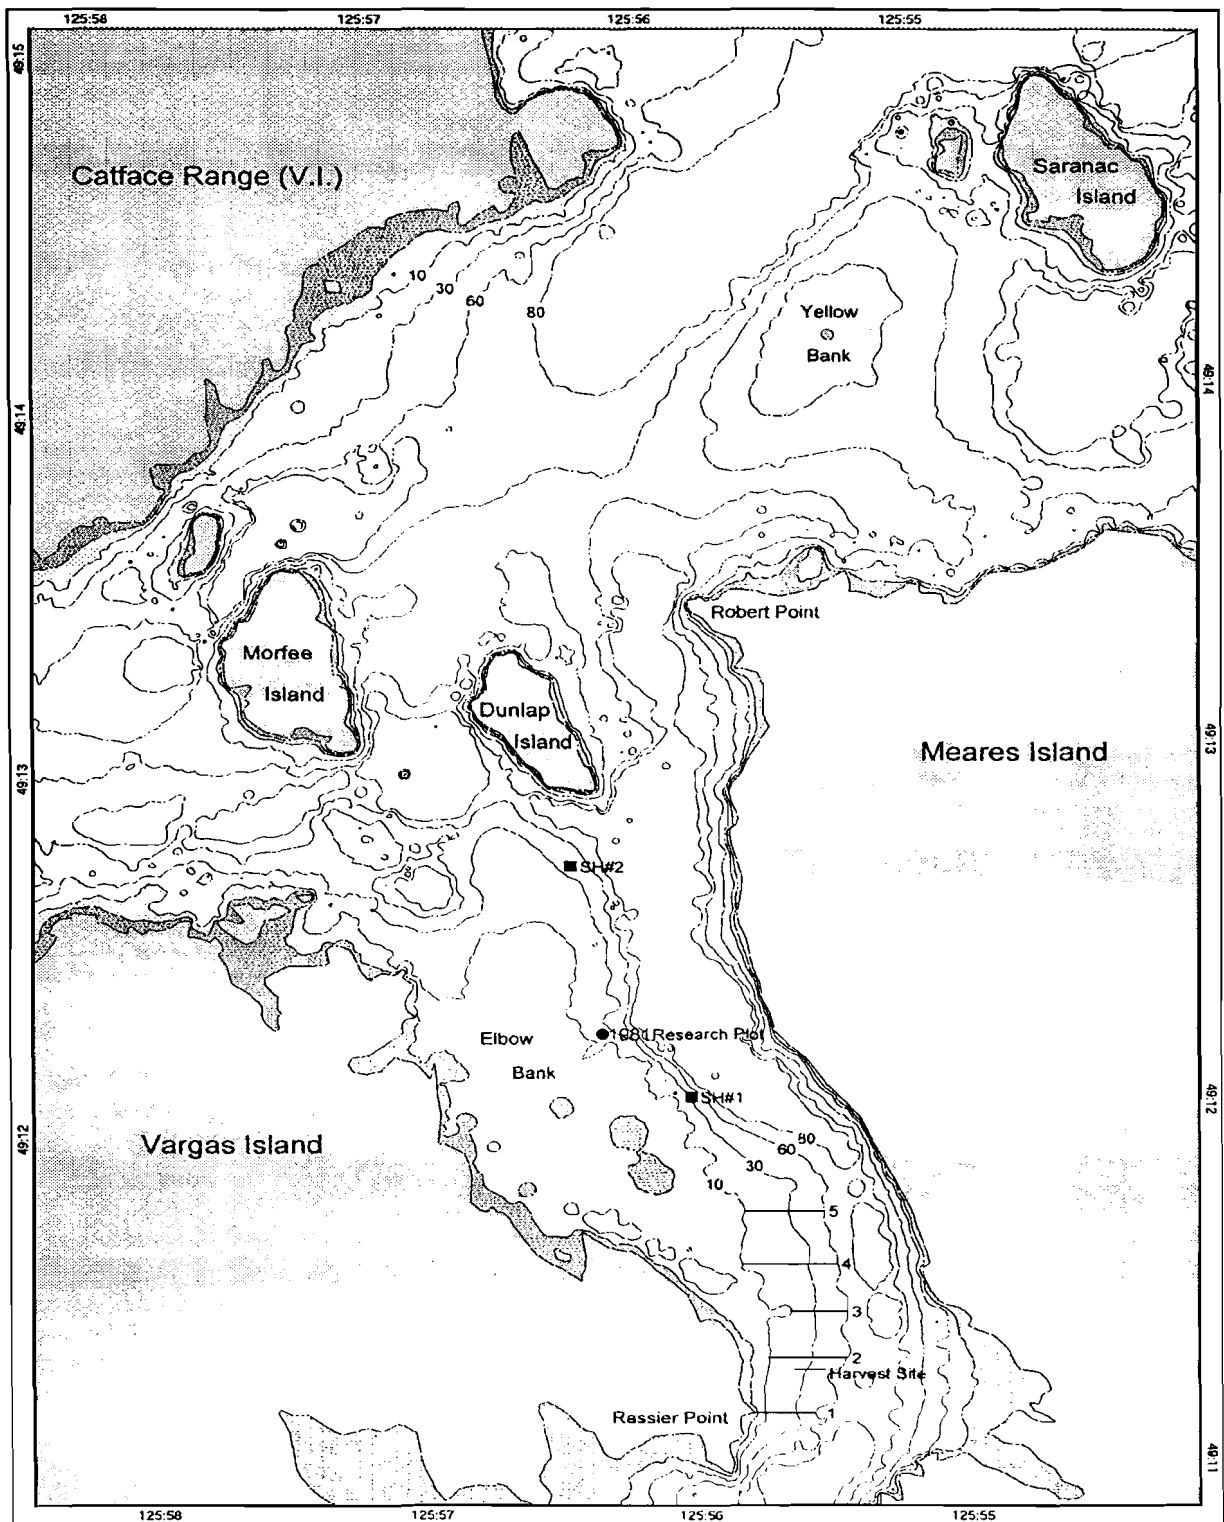 125:58 125:57 125:56 125:55
49:15
Catface Range (V.I.)
Saranac
Island
10
30
60
80
Yellow
Bank
6
49:14
49:14
Robert Point
Morfee
Island
Dunlap
Island
Meares Island
49:13
49:13
SH#2
1981 Research Plot
Elbow
Bank
SH#1
49:12
49:12
Vargas Island
80
60
30
10
5
4
3
2
Harvest Site
Rassier Point
1
49:11
125:58 125:57 125:56 125:55